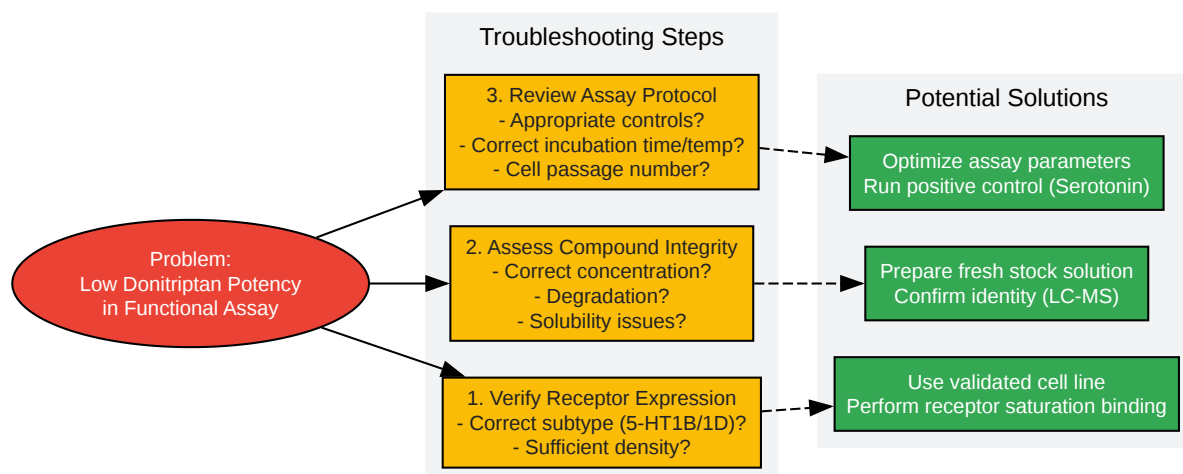 Troubleshooting Steps
Potential Solutions
Problem:
Low Donitriptan Potency
in Functional Assay
3. Review Assay Protocol
- Appropriate controls?
- Correct incubation time/temp?
- Cell passage number?
Optimize assay parameters
Run positive control (Serotonin)
2. Assess Compound Integrity
- Correct concentration?
- Degradation?
- Solubility issues?
Prepare fresh stock solution
Confirm identity (LC-MS)
1. Verify Receptor Expression
- Correct subtype (5-HT1B/1D)?
- Sufficient density?
Use validated cell line
Perform receptor saturation binding